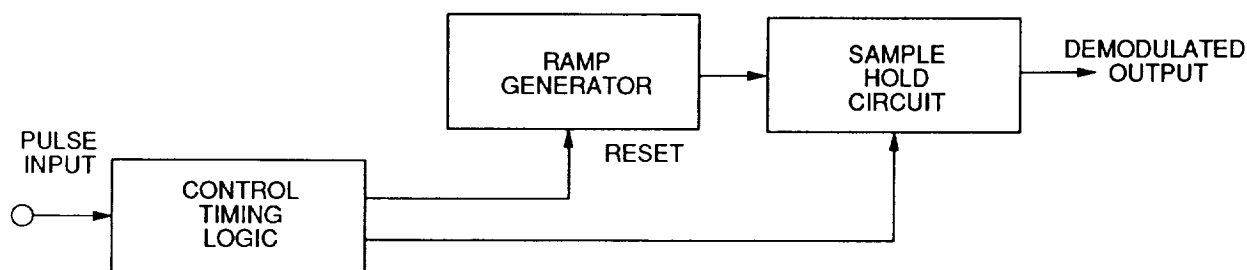 RAMP
GENERATOR
SAMPLE
HOLD
CIRCUIT
DEMODULATED
OUTPUT
PULSE
INPUT
RESET
CONTROL
TIMING
LOGIC